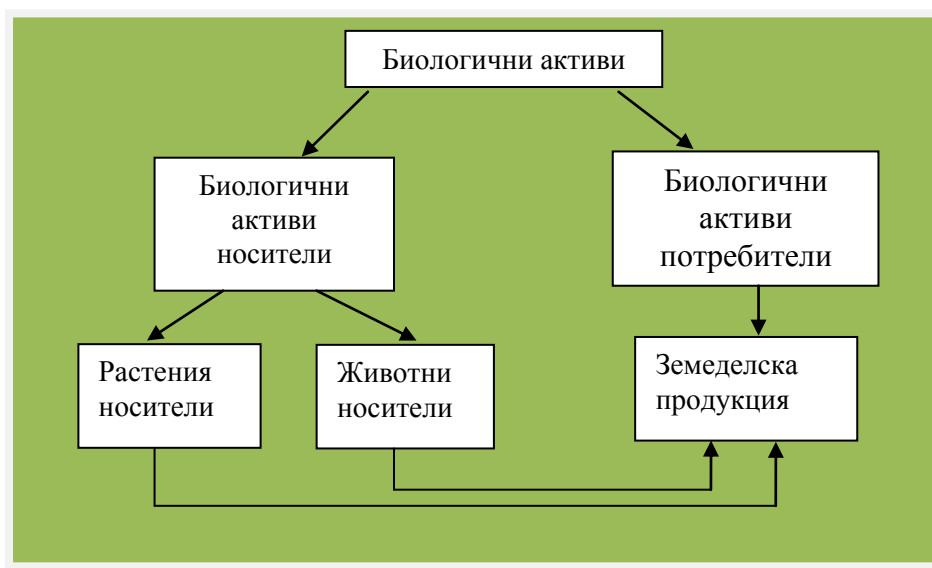 Биологични активи
Биологични
активи
носители
Биологични
активи
потребители
Растения
носители
Животни
носители
Земеделска
продукция